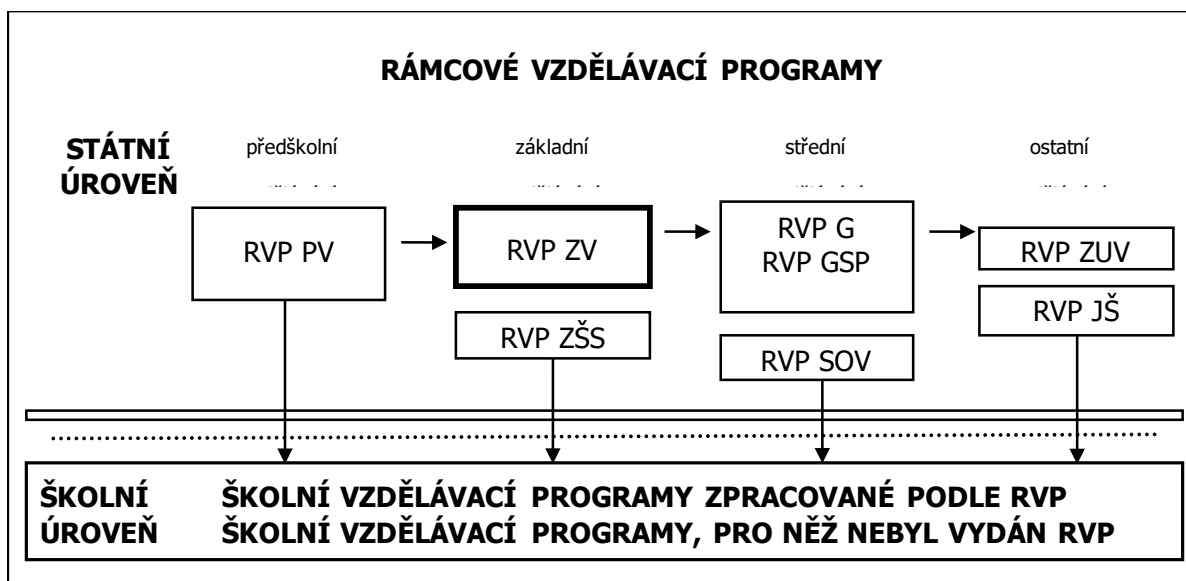 RÁMCOVÉ VZDĚLÁVACÍ PROGRAMY
STÁTNÍ
ÚROVEŇ
předškolní
základní
střední
ostatní
RVP PV
RVP ZV
RVP G
RVP GSP
RVP ZUV
RVP ZŠS
RVP SOV
RVP JŠ
ŠKOLNÍ ŠKOLNÍ VZDĚLÁVACÍ PROGRAMY ZPRACOVANÉ PODLE RVP
ÚROVEŇ ŠKOLNÍ VZDĚLÁVACÍ PROGRAMY, PRO NĚŽ NEBYL VYDÁN RVP